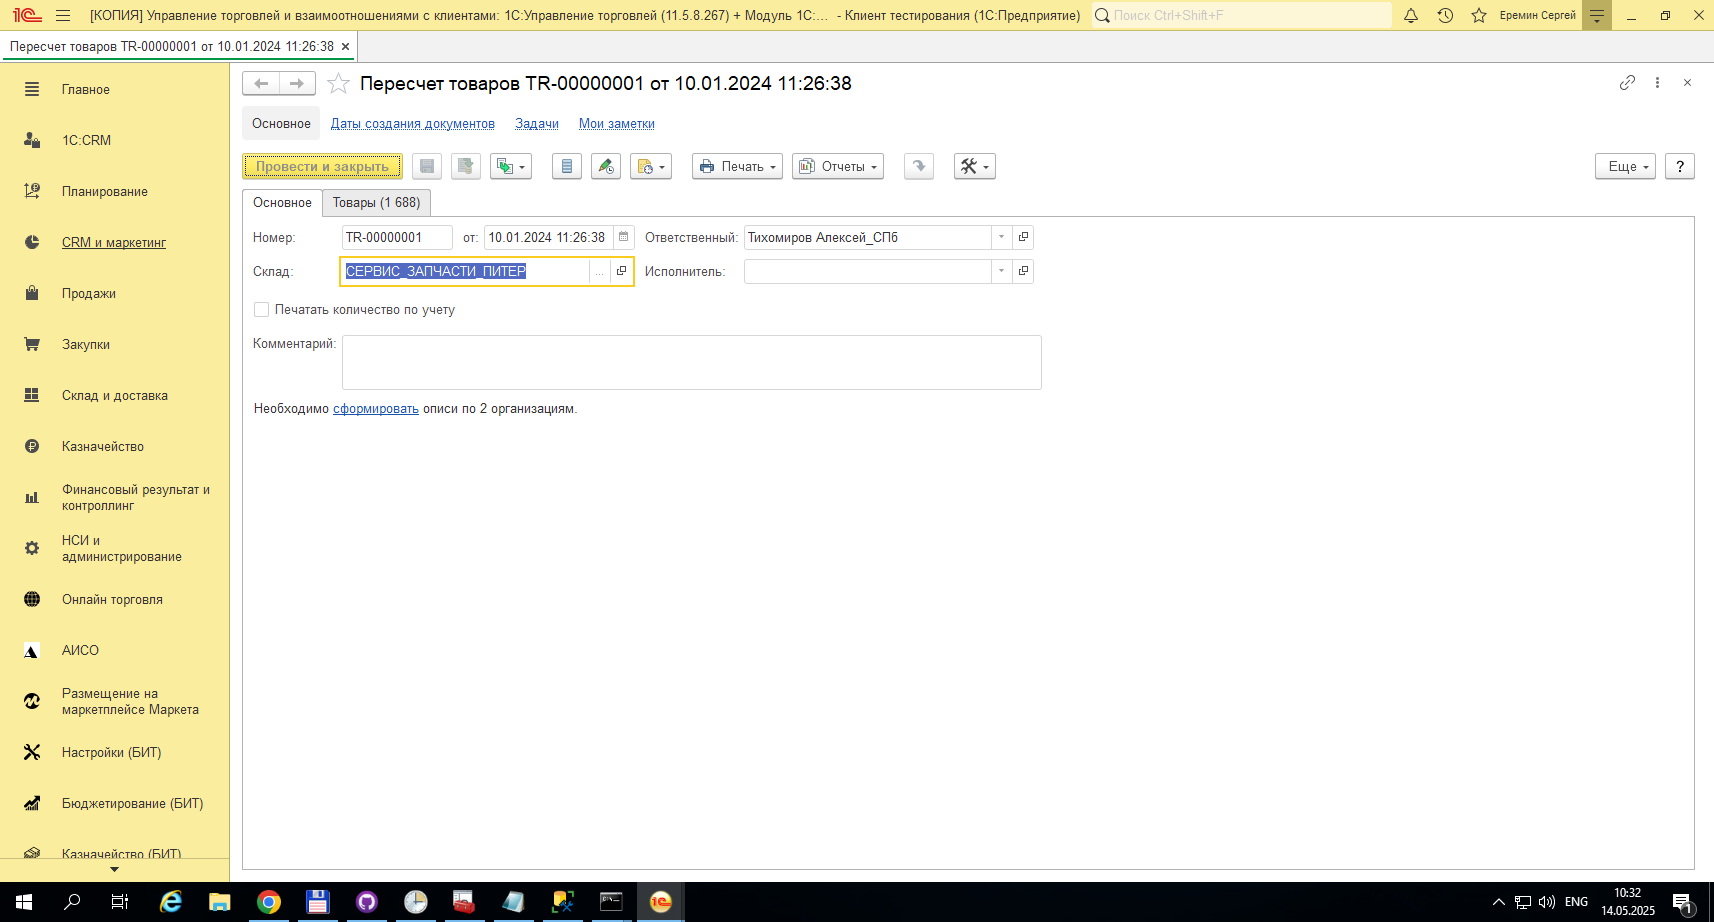 [КОПИЯ] Управление торговлей и взаимоотношениями с клиентами: 1С:Управление торговлей (11.5.8.267) + Модуль 1С:... - Клиент тестирования (1С:Предприятие)
Поиск Ctrl+Shift+F
Еремин Сергей
Пересчет товаров TR-00000001 от 10.01.2024 11:26:38
Главное
1С:CRM
Планирование
CRM и маркетинг
Продажи
Закупки
Склад и доставка
Казначейство
Финансовый результат и
контроллинг
НСИ и
администрирование
Онлайн торговля
АИСО
Размещение на
маркетплейсе Маркета
Настройки (БИТ)
Бюджетирование (БИТ)
Казначейство (БИТ)
Пересчет товаров TR-00000001 от 10.01.2024 11:26:38
Основное Даты создания документов Задачи Мои заметки
Провести и закрыть Печать Отчеты Еще ?
Основное Товары (1 688)
Номер: TR-00000001 от: 10.01.2024 11:26:38 Ответственный: Тихомиров Алексей_СПб
Склад: СЕРВИС_ЗАПЧАСТИ_ПИТЕР ... Исполнитель:
Печатать количество по учету
Комментарий:
Необходимо сформировать описи по 2 организациям.
ENG
10:32
14.05.2025
1